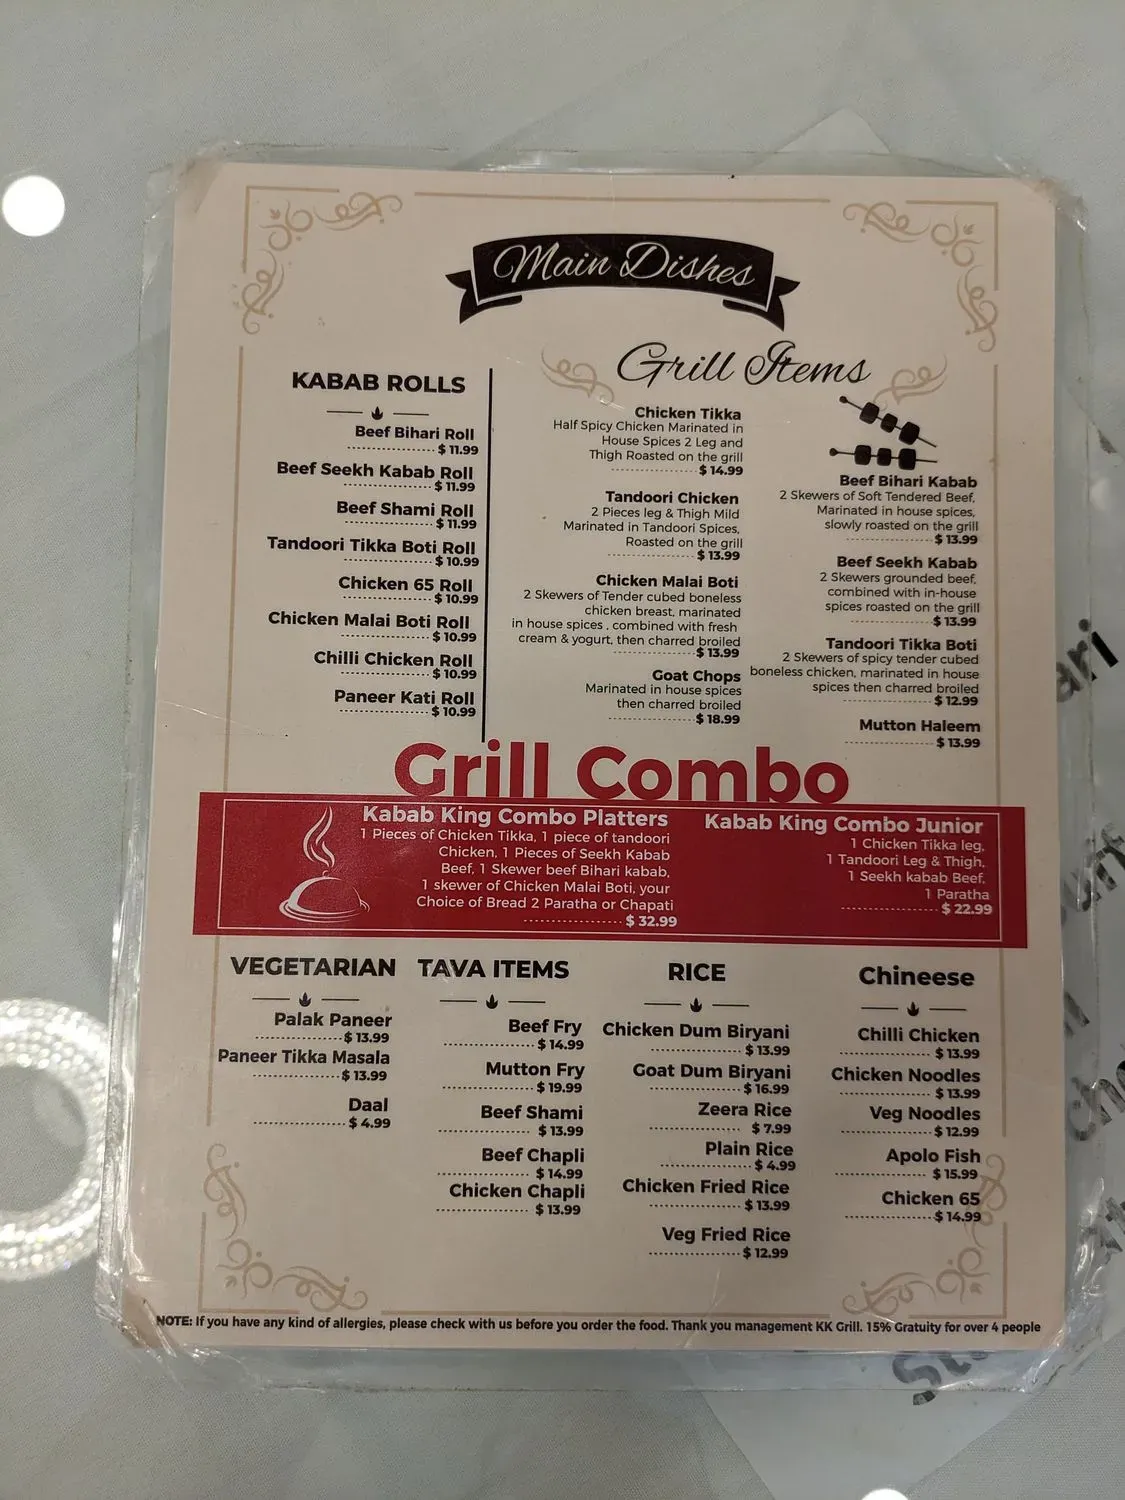 Main Dishes
KABAB ROLLS
Beef Bihari Roll
$ 11.99
Beef Seekh Kabab Roll
$ 11.99
Beef Shami Roll
$ 11.99
Tandoori Tikka Boti Roll
$ 10.99
Chicken 65 Roll
$ 10.99
Chicken Malai Boti Roll
$ 10.99
Chilli Chicken Roll
$ 10.99
Paneer Kati Roll
$ 10.99
Grill Items
Chicken Tikka
Half Spicy Chicken Marinated in
House Spices 2 Leg and
Thigh Roasted on the grill
$ 14.99
Tandoori Chicken
2 Pieces leg & Thigh Mild
Marinated in Tandoori Spices,
Roasted on the grill
$ 13.99
Chicken Malai Boti
2 Skewers of Tender cubed boneless
chicken breast, marinated
in house spices , combined with fresh
cream & yogurt, then charred broiled
$ 13.99
Goat Chops
Marinated in house spices
then charred broiled
$ 18.99
Beef Bihari Kabab
2 Skewers of Soft Tendered Beef,
Marinated in house spices,
slowly roasted on the grill
$ 13.99
Beef Seekh Kabab
2 Skewers grounded beef,
combined with in-house
spices roasted on the grill
$ 13.99
Tandoori Tikka Boti
2 Skewers of spicy tender cubed
boneless chicken, marinated in house
spices then charred broiled
$ 12.99
Mutton Haleem
$ 13.99
Grill Combo
Kabab King Combo Platters
1 Pieces of Chicken Tikka, 1 piece of tandoori
Chicken, 1 Pieces of Seekh Kabab
Beef, 1 Skewer beef Bihari kabab,
1 skewer of Chicken Malai Boti, your
Choice of Bread 2 Paratha or Chapati
$ 32.99
Kabab King Combo Junior
1 Chicken Tikka leg,
1 Tandoori Leg & Thigh,
1 Seekh kabab Beef,
1 Paratha
$ 22.99
VEGETARIAN
Palak Paneer
$ 13.99
Paneer Tikka Masala
$ 13.99
Daal
$ 4.99
TAVA ITEMS
Beef Fry
$ 14.99
Mutton Fry
$ 19.99
Beef Shami
$ 13.99
Beef Chapli
$ 14.99
Chicken Chapli
$ 13.99
RICE
Chicken Dum Biryani
$ 13.99
Goat Dum Biryani
$ 16.99
Zeera Rice
$ 7.99
Plain Rice
$ 4.99
Chicken Fried Rice
$ 13.99
Veg Fried Rice
$ 12.99
Chineese
Chilli Chicken
$ 13.99
Chicken Noodles
$ 13.99
Veg Noodles
$ 12.99
Apolo Fish
$ 15.99
Chicken 65
$ 14.99
NOTE: If you have any kind of allergies, please check with us before you order the food. Thank you management KK Grill. 15% Gratuity for over 4 people